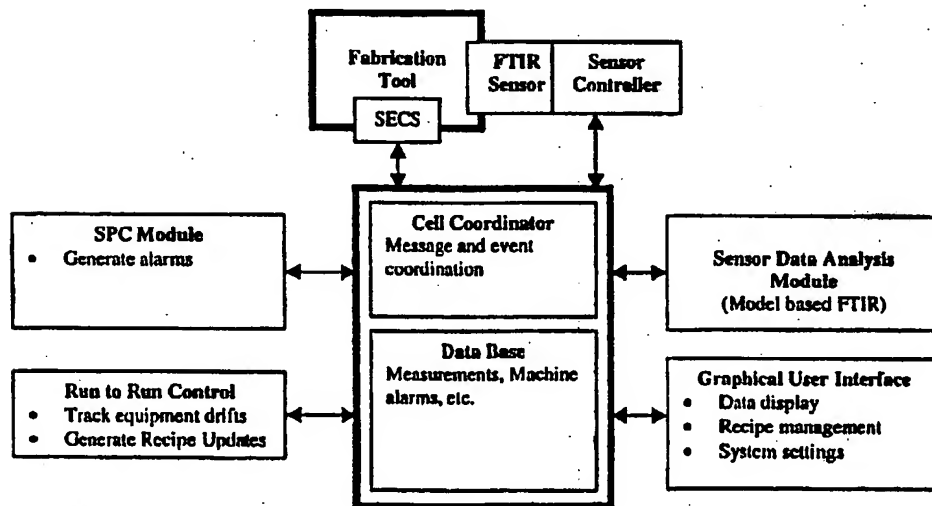 Fabrication
Tool
SECS
FTIR
Sensor
Sensor
Controller
SPC Module
• Generate alarms
Cell Coordinator
Message and event
coordination
Sensor Data Analysis
Module
(Model based FTIR)
Run to Run Control
• Track equipment drifts
• Generate Recipe Updates
Data Base
Measurements, Machine
alarms, etc.
Graphical User Interface
• Data display
• Recipe management
• System settings